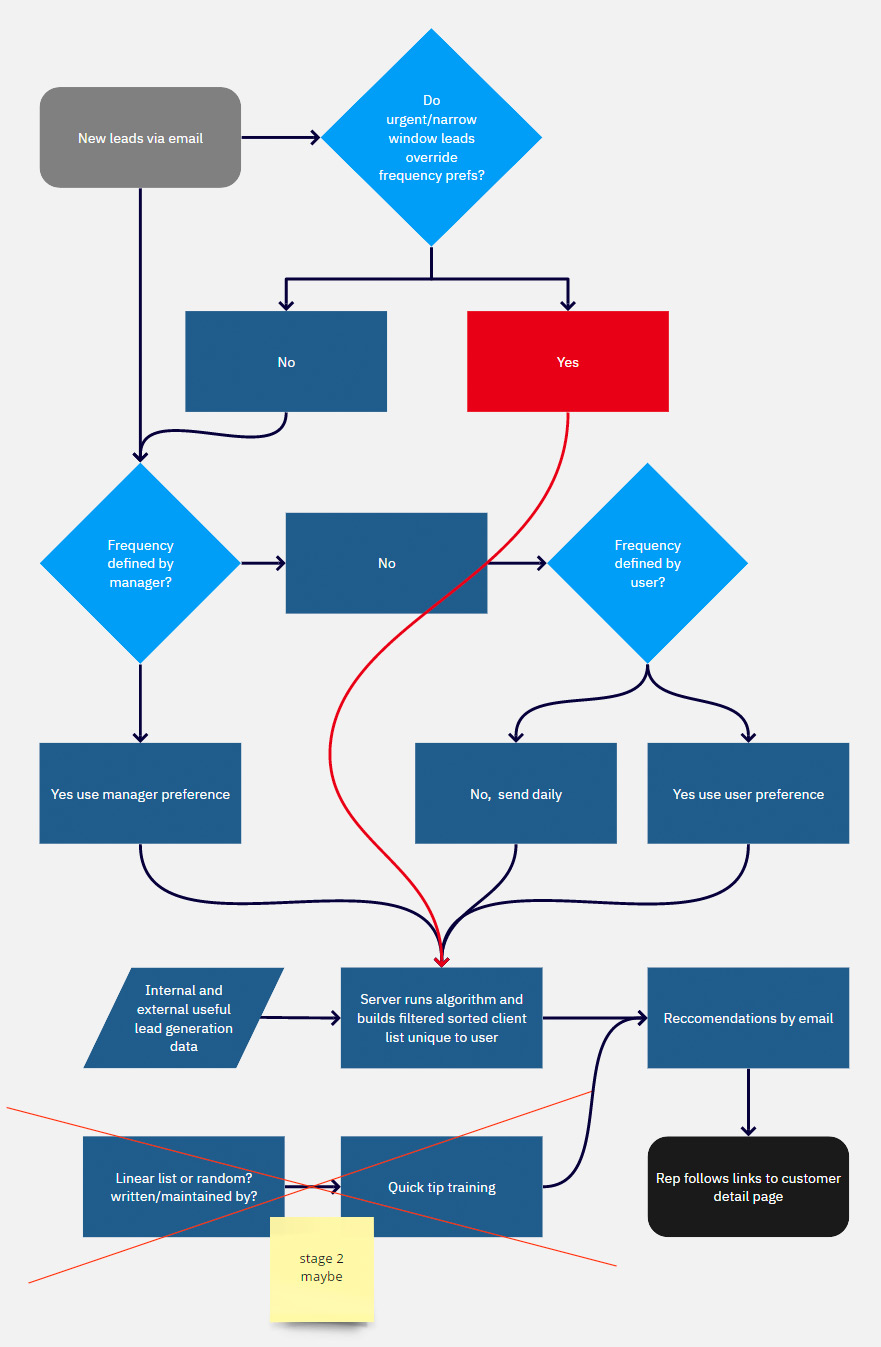 Do
urgent/narrow
window leads
override
frequency prefs?
New leads via email
No
Yes
Frequency
defined by
manager?
No
Frequency
defined by
user?
Yes use manager preference
No,  send daily
Yes use user preference
Internal and
external useful
lead generation
data
Server runs algorithm and
builds filtered sorted client
list unique to user
Reccomendations by email
Linear list or random?
written/maintained by?
Quick tip training
Rep follows links to customer
detail page
stage 2
maybe